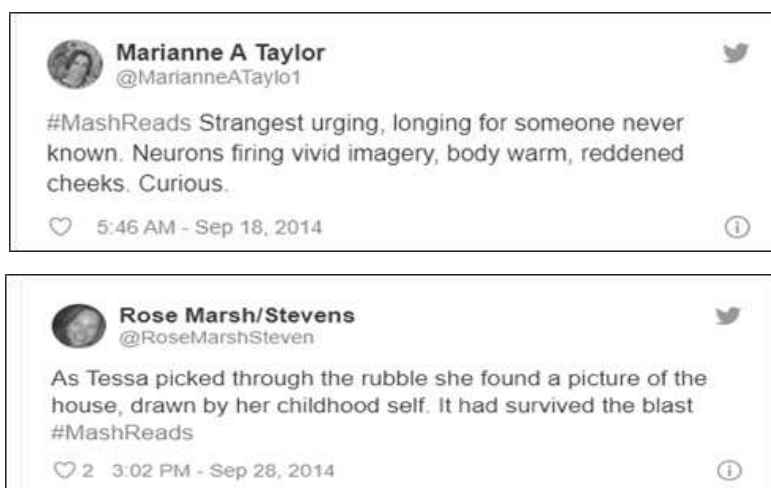 Marianne A Taylor
@MarianneATaylo1
#MashReads Strangest urging, longing for someone never
known. Neurons firing vivid imagery, body warm, reddened
cheeks. Curious.
5:46 AM - Sep 18, 2014
Rose Marsh/Stevens
@RoseMarshSteven
As Tessa picked through the rubble she found a picture of the
house, drawn by her childhood self. It had survived the blast
#MashReads
2 3:02 PM - Sep 28, 2014